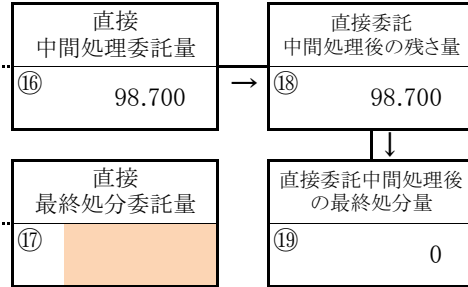 直接
中間処理委託量
⑯ 98.700
→
直接委託
中間処理後の残さ量
⑱ 98.700
↓
直接
最終処分委託量
⑰
直接委託中間処理後
の最終処分量
⑲ 0